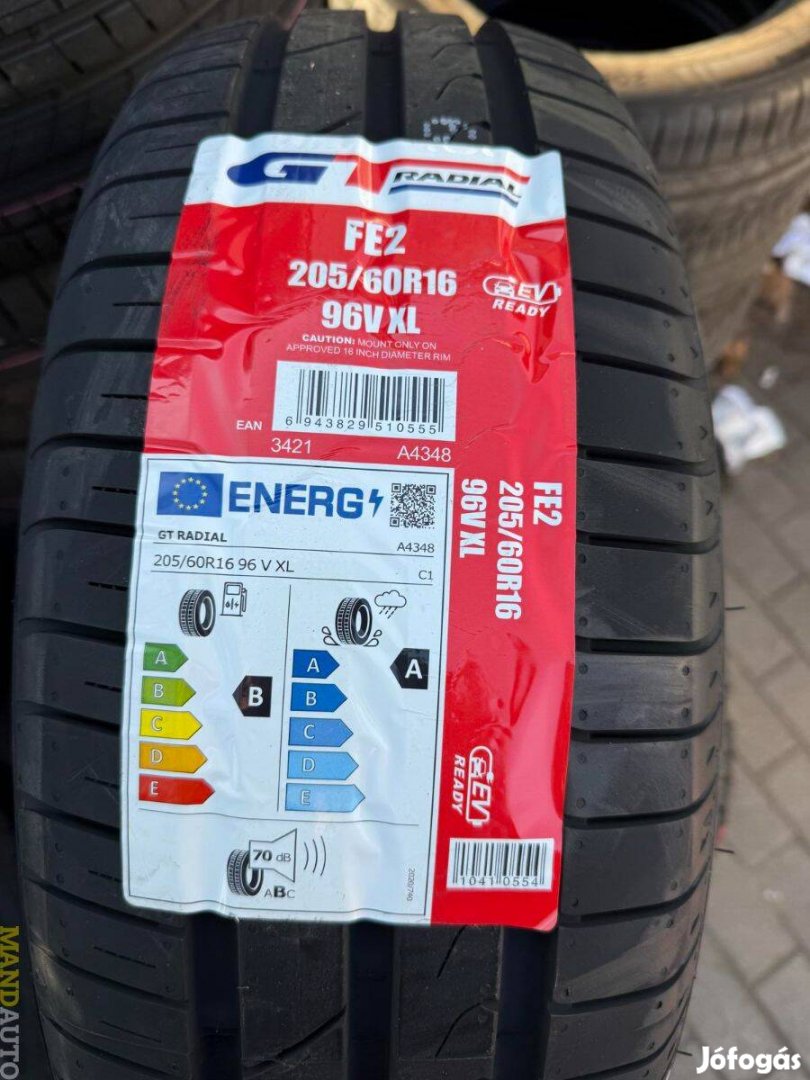 GT RADIAL
FE2
205/60R16
96V XL
EV READY
CAUTION: MOUNT ONLY ON
APPROVED 16 INCH DIAMETER RIM
EAN
6 943829 510555
3421 A4348
ENERG
GT RADIAL A4348
205/60R16 96 V XL C1
A
B
C
D
E
B
A
B
C
D
E
A
70 dB
ABC
2020/740
FE2
205/60R16
96V XL
EV READY
10410554
MANDAUTO
Jófogás